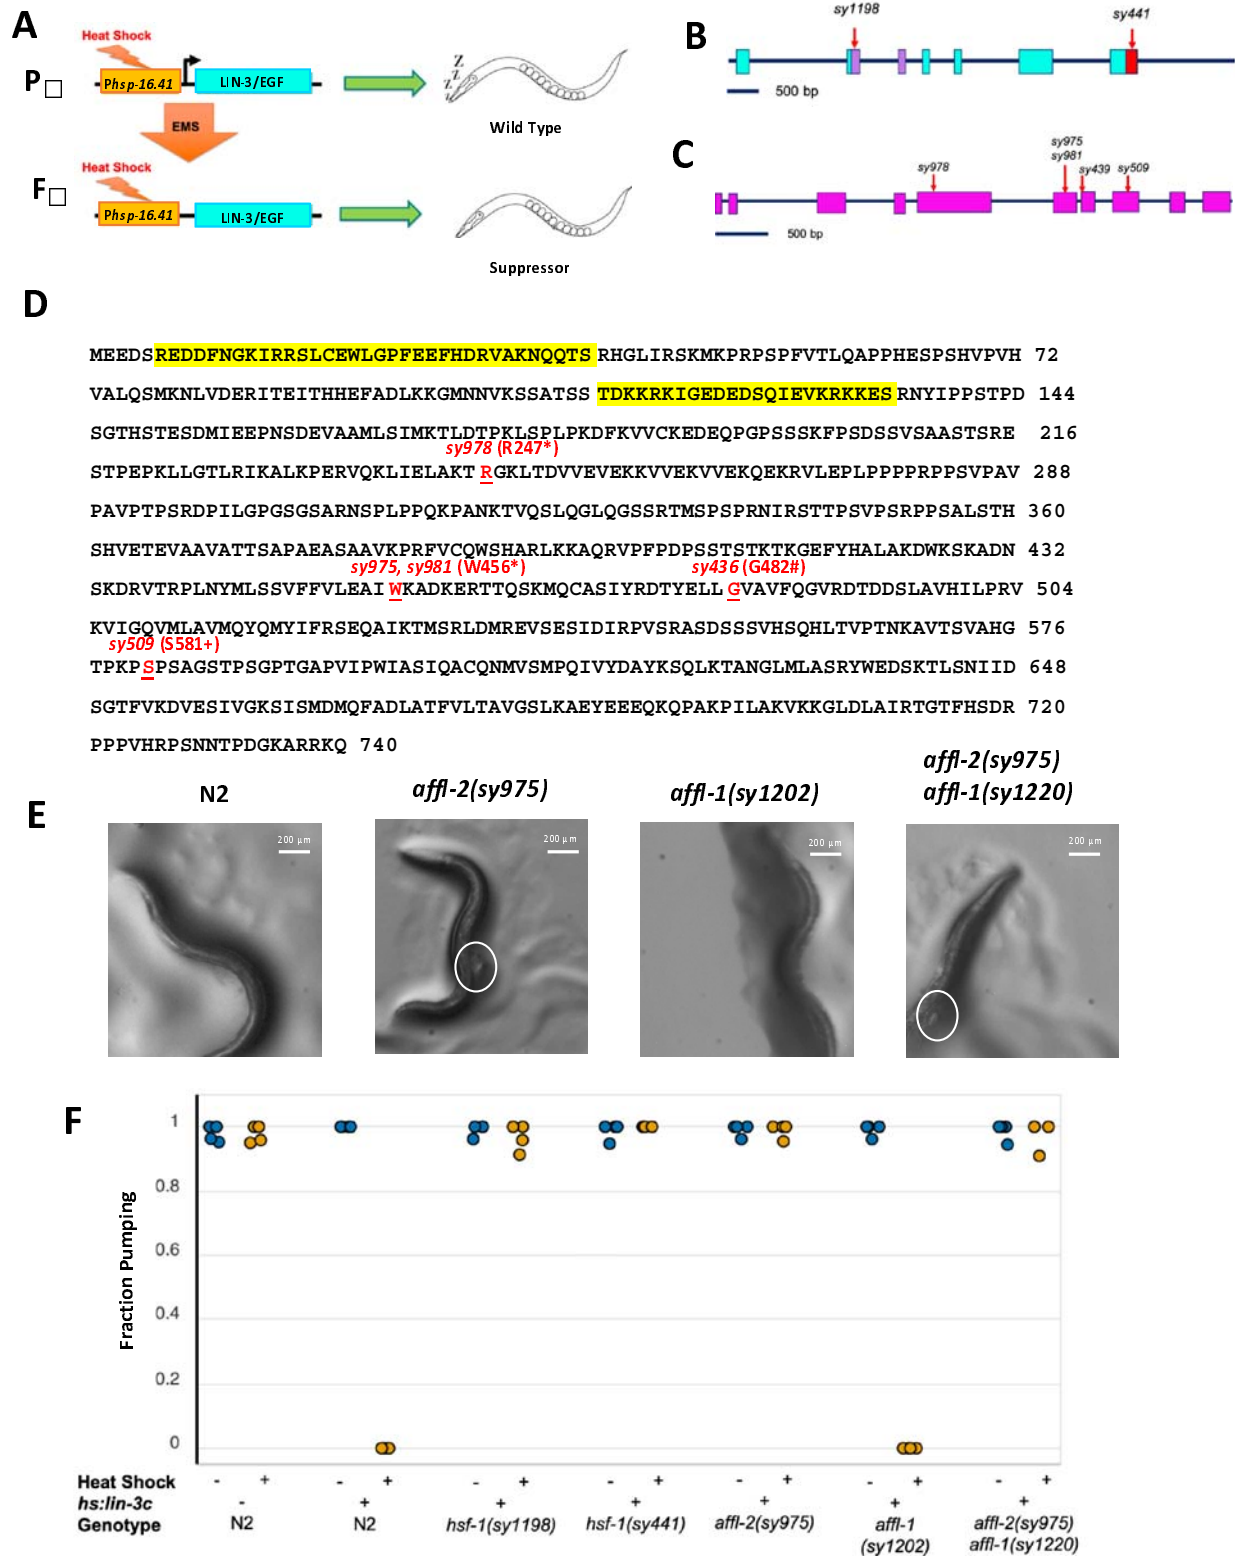 A
Heat Shock
P□
Phsp-16.41
LIN-3/EGF
Z
Z
Z
Z
Wild Type
EMS
Heat Shock
F□
Phsp-16.41
LIN-3/EGF
Suppressor
B
sy1198
sy441
500 bp
C
sy975
sy981
sy978
sy439
sy509
500 bp
D
MEEDSREDDFNGKIRRSLCEWLGPFEEFHDRVAKNQQTSRHGLIRSKMKPRPSPFVTLQAPPHESPSHVPVH 72
VALQSMKNLVDERITEITHHEFADLKKGMNNVKSSATSSTDKKRKIGEDEDSQIEVKRKKESRNYIPPSTPD 144
SGTHSTESDMIEEPNSDEVAAMLSIMKTLDTPKLSPLPKDFKVVCKEDEQPGPSSSKFPSDSSVSAASTSRE 216
sy978 (R247*)
STPEPKLLGTLRIKALKPERVQKLIELAKTRGKLTDVVEVEKKVVEKVVEKQEKRVLEPLPPPPRPPSVPAV 288
PAVPTPSRDPILGPGSGSARNSPLPPQKPANKTVQSLQGLQGSSRTMSPSPRNIRSTTPSVPSRPPSALSTH 360
SHVETEVAAVATTSAPAEASAAVKPRFVCQWSHARLKKAQRVPFPDPSSTSTKTKGEFYHALAKDWKSKADN 432
sy975, sy981 (W456*)
sy436 (G482#)
SKDRVTRPLNYMLSSVFFVLEAIWKADKERTTQSKMQCASIYRDTYELLGVAVFQGVRDTDDSLAVHILPRV 504
KVIGQVMLAVMQYQMYIFRSEQAIKTMSRLDMREVSESIDIRPVSRASDSSSVHSQHLTVPTNKAVTSVAHG 576
sy509 (S581+)
TPKPSPSAGSTPSGPTGAPVIPWIASIQACQNMVSMPQIVYDAYKSQLKTANGLMLASRYWEDSKTLSNIID 648
SGTFVKDVESIVGKSISMDMQFADLATFVLTAVGSLKAEYEEEQKQPAKPILAKVKKGLDLAIRTGTFHSDR 720
PPPVHRPSNNTPDGKARRKQ 740
E
N2
affl-2(sy975)
affl-1(sy1202)
affl-2(sy975)
affl-1(sy1220)
200 µm
200 µm
200 µm
200 µm
F
Fraction Pumping
1
0.8
0.6
0.4
0.2
0
Heat Shock - + - + - + - + - + - + - +
hs:lin-3c - + + + + + +
Genotype N2 N2 hsf-1(sy1198) hsf-1(sy441) affl-2(sy975) affl-1 affl-2(sy975)
(sy1202) affl-1(sy1220)